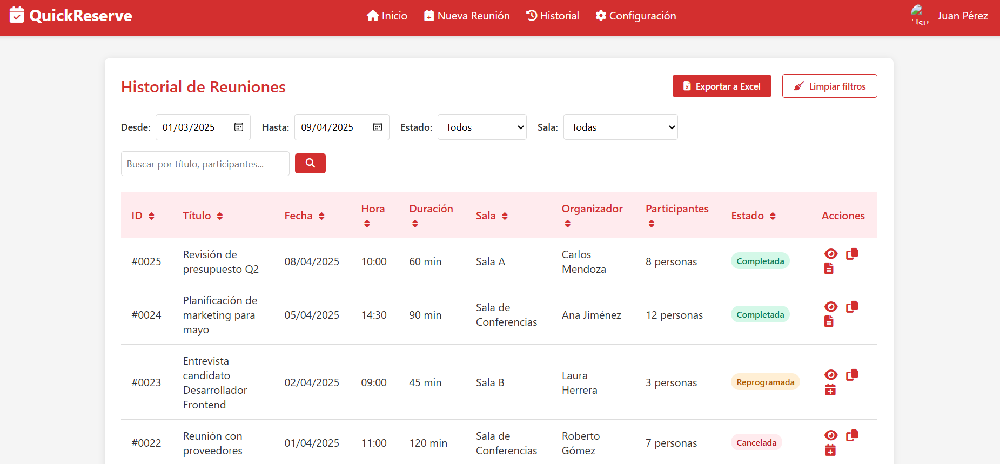 QuickReserve
Inicio
Nueva Reunión
Historial
Configuración
Juan Pérez
Historial de Reuniones
Exportar a Excel
Limpiar filtros
Desde: 01/03/2025
Hasta: 09/04/2025
Estado: Todos
Sala: Todas
Buscar por título, participantes...
ID Título Fecha Hora Duración Sala Organizador Participantes Estado Acciones
#0025
Revisión de
presupuesto Q2
08/04/2025
10:00
60 min
Sala A
Carlos
Mendoza
8 personas
Completada
#0024
Planificación de
marketing para
mayo
05/04/2025
14:30
90 min
Sala de
Conferencias
Ana Jiménez
12 personas
Completada
#0023
Entrevista
candidato
Desarrollador
Frontend
02/04/2025
09:00
45 min
Sala B
Laura
Herrera
3 personas
Reprogramada
#0022
Reunión con
proveedores
01/04/2025
11:00
120 min
Sala de
Conferencias
Roberto
Gómez
7 personas
Cancelada